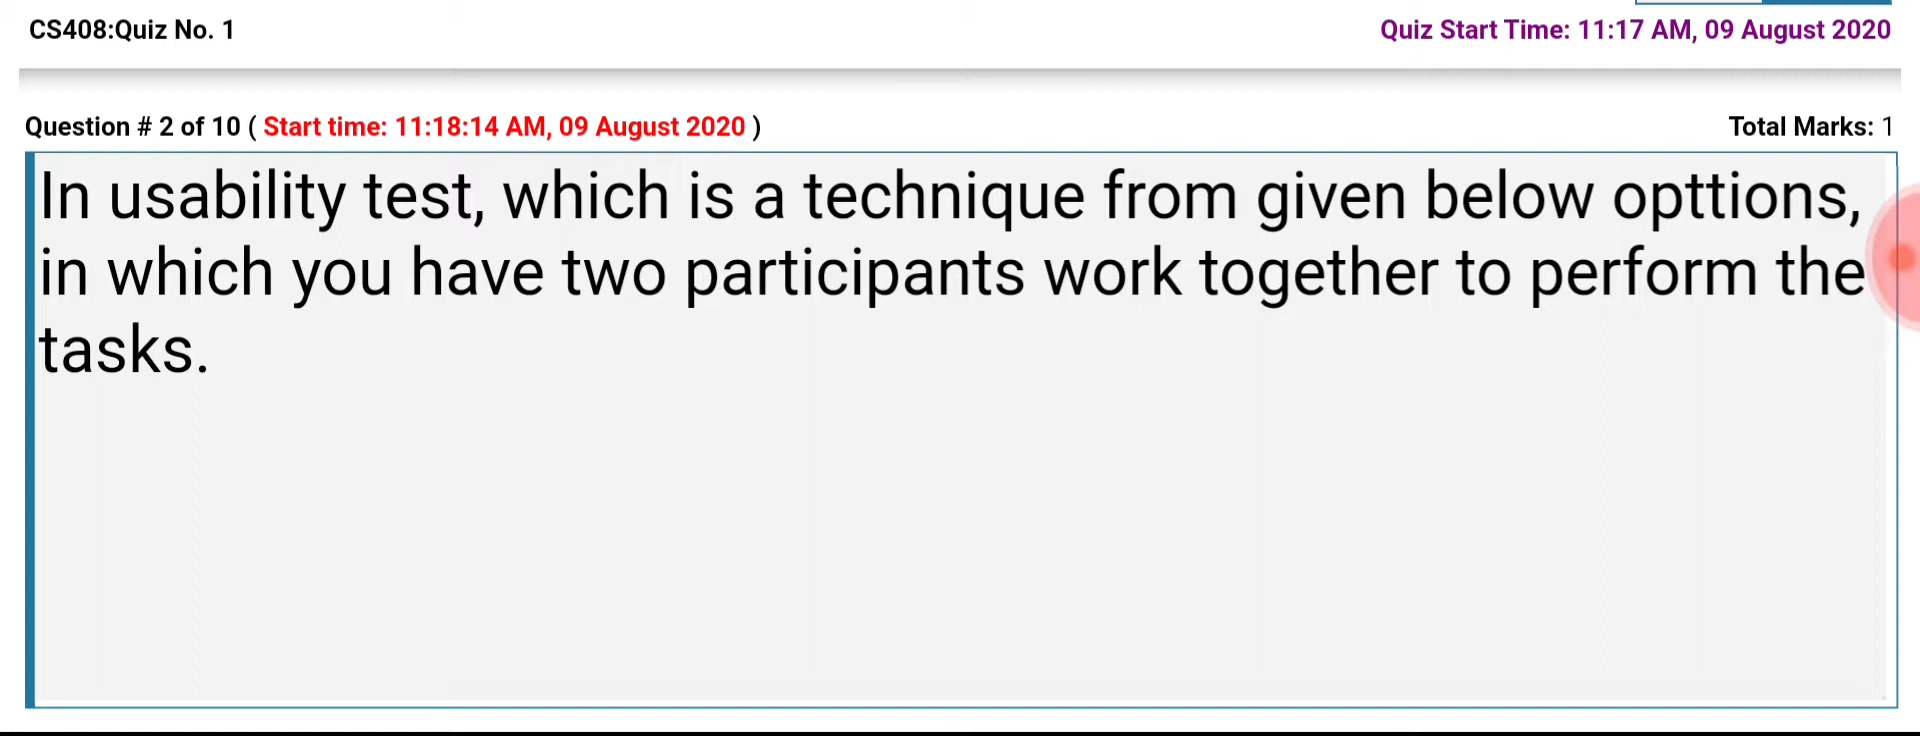 CS408:Quiz No. 1
Quiz Start Time: 11:17 AM, 09 August 2020
Question # 2 of 10 ( Start time: 11:18:14 AM, 09 August 2020 )
Total Marks: 1
In usability test, which is a technique from given below opttions,
in which you have two participants work together to perform the
tasks.